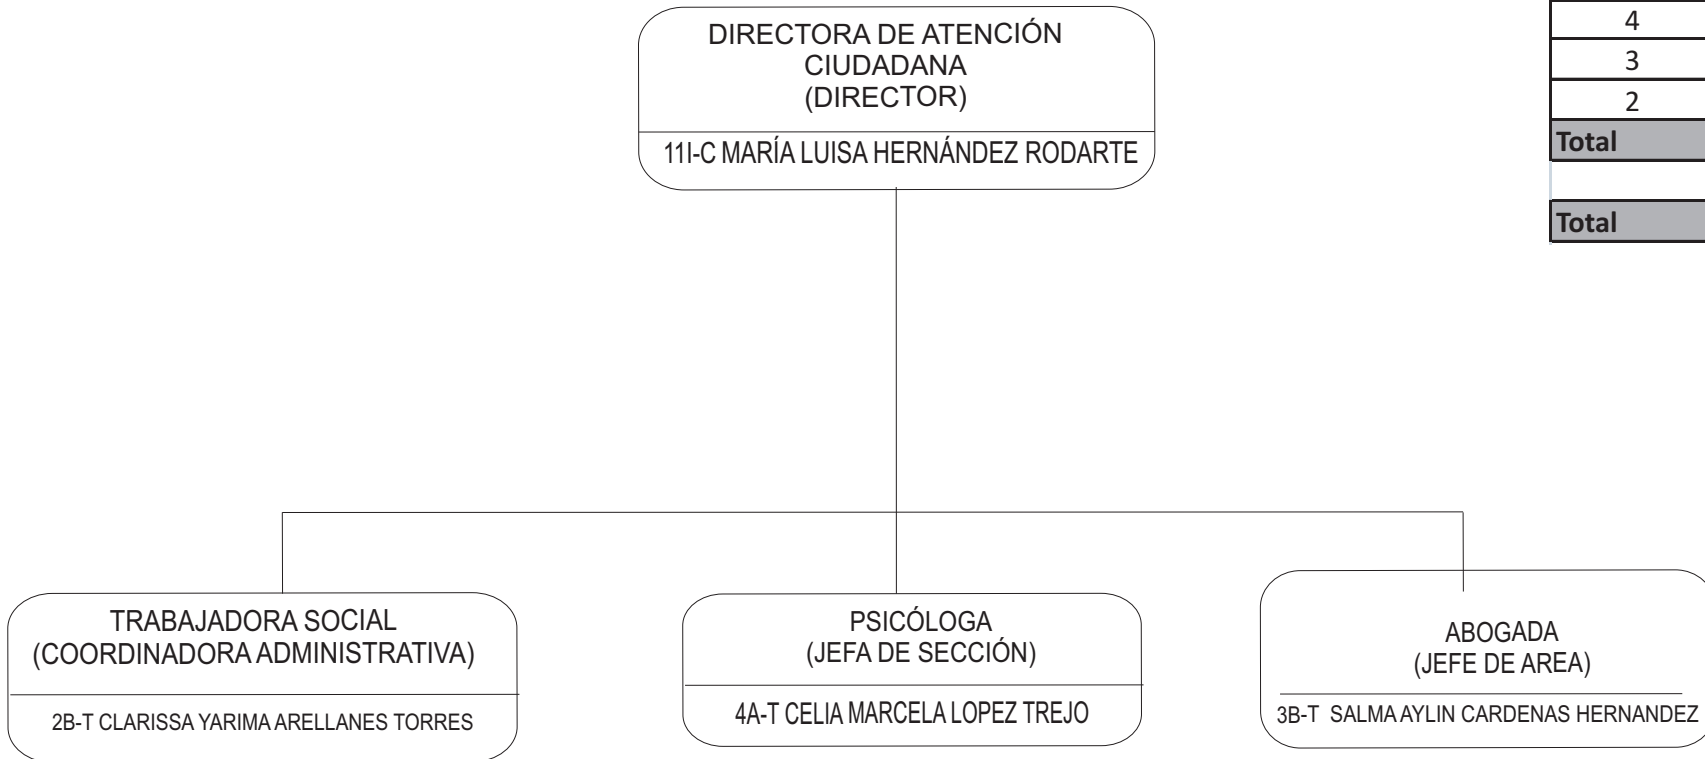 DIRECTORA DE ATENCIÓN
CIUDADANA
(DIRECTOR)
11I-C MARÍA LUISA HERNÁNDEZ RODARTE
4
3
2
Total
Total
TRABAJADORA SOCIAL
(COORDINADORA ADMINISTRATIVA)
2B-T CLARISSA YARIMA ARELLANES TORRES
PSICÓLOGA
(JEFA DE SECCIÓN)
4A-T CELIA MARCELA LOPEZ TREJO
ABOGADA
(JEFE DE AREA)
3B-T SALMA AYLIN CARDENAS HERNANDEZ